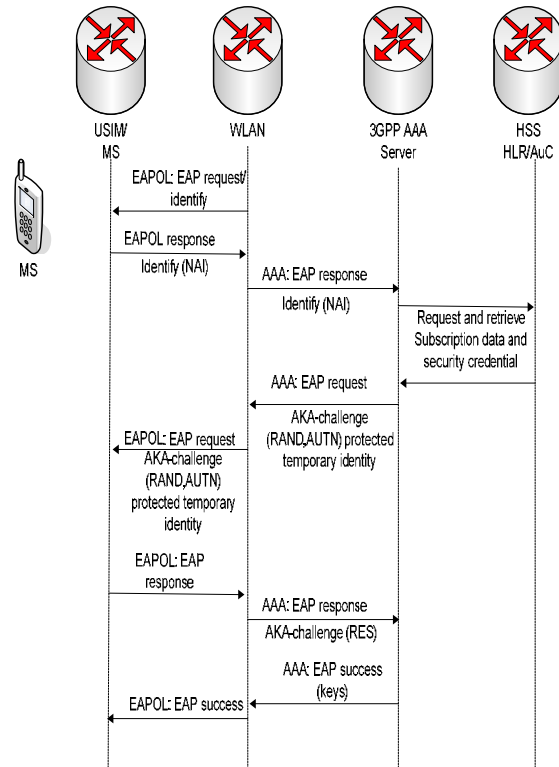 USIM/
MS
WLAN
3GPP AAA
Server
HSS
HLR/AuC
MS
EAPOL: EAP request/
identify
EAPOL response
Identify (NAI)
AAA: EAP response
Identify (NAI)
Request and retrieve
Subscription data and
security credential
AAA: EAP request
AKA-challenge
(RAND,AUTN) protected
temporary identity
EAPOL: EAP request
AKA-challenge
(RAND,AUTN)
protected temporary
identity
EAPOL: EAP
response
AAA: EAP response
AKA-challenge (RES)
AAA: EAP success
(keys)
EAPOL: EAP success